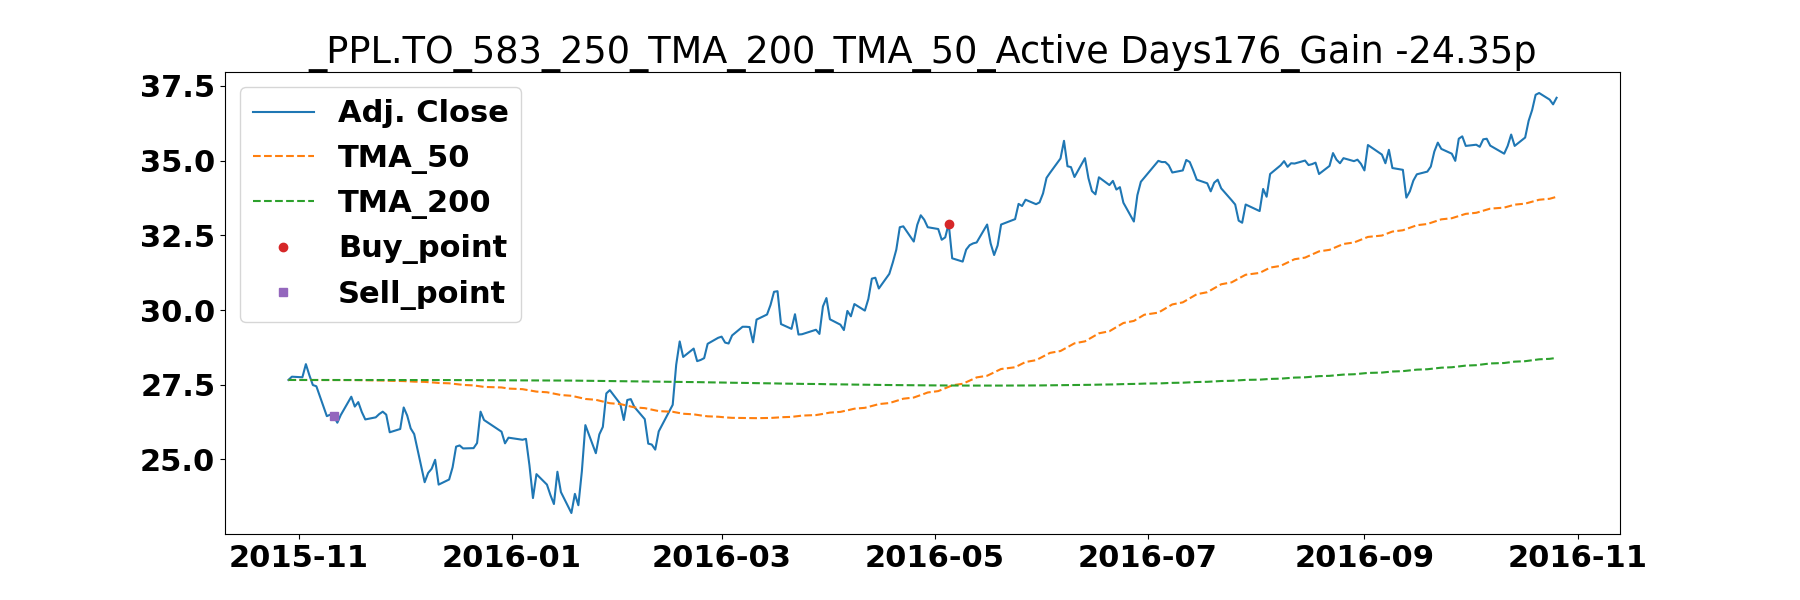 _PPL.TO_583_250_TMA_200_TMA_50_Active Days176_Gain -24.35p
37.5
35.0
32.5
30.0
27.5
25.0
Adj. Close
TMA_50
TMA_200
Buy_point
Sell_point
2015-11 2016-01 2016-03 2016-05 2016-07 2016-09 2016-11